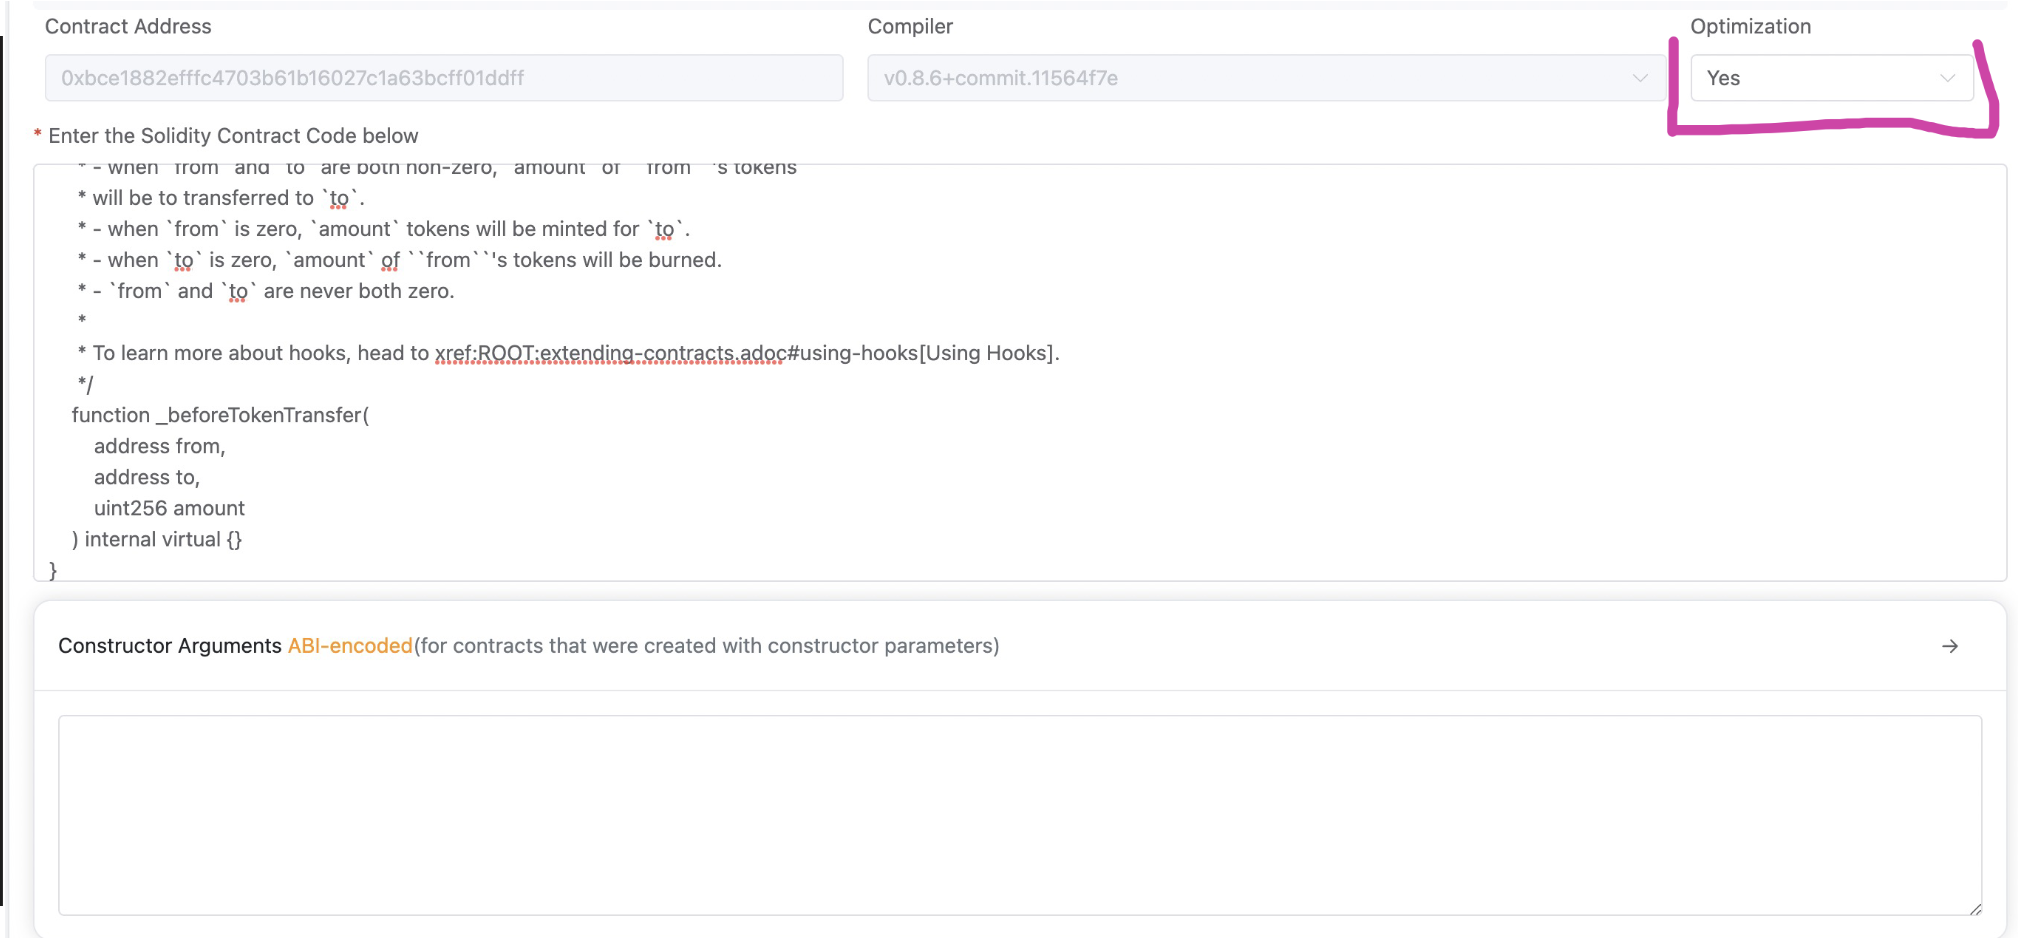 Contract Address
Compiler
Optimization
0xbce1882efffc4703b61b16027c1a63bcff01ddff
v0.8.6+commit.11564f7e
Yes
* Enter the Solidity Contract Code below
* - when `from` and `to` are both non-zero, `amount` of ``from``'s tokens
* will be to transferred to `to`.
* - when `from` is zero, `amount` tokens will be minted for `to`.
* - when `to` is zero, `amount` of ``from``'s tokens will be burned.
* - `from` and `to` are never both zero.
*
* To learn more about hooks, head to xref:ROOT:extending-contracts.adoc#using-hooks[Using Hooks].
*/
function _beforeTokenTransfer(
address from,
address to,
uint256 amount
) internal virtual {}
}
Constructor Arguments ABI-encoded(for contracts that were created with constructor parameters)